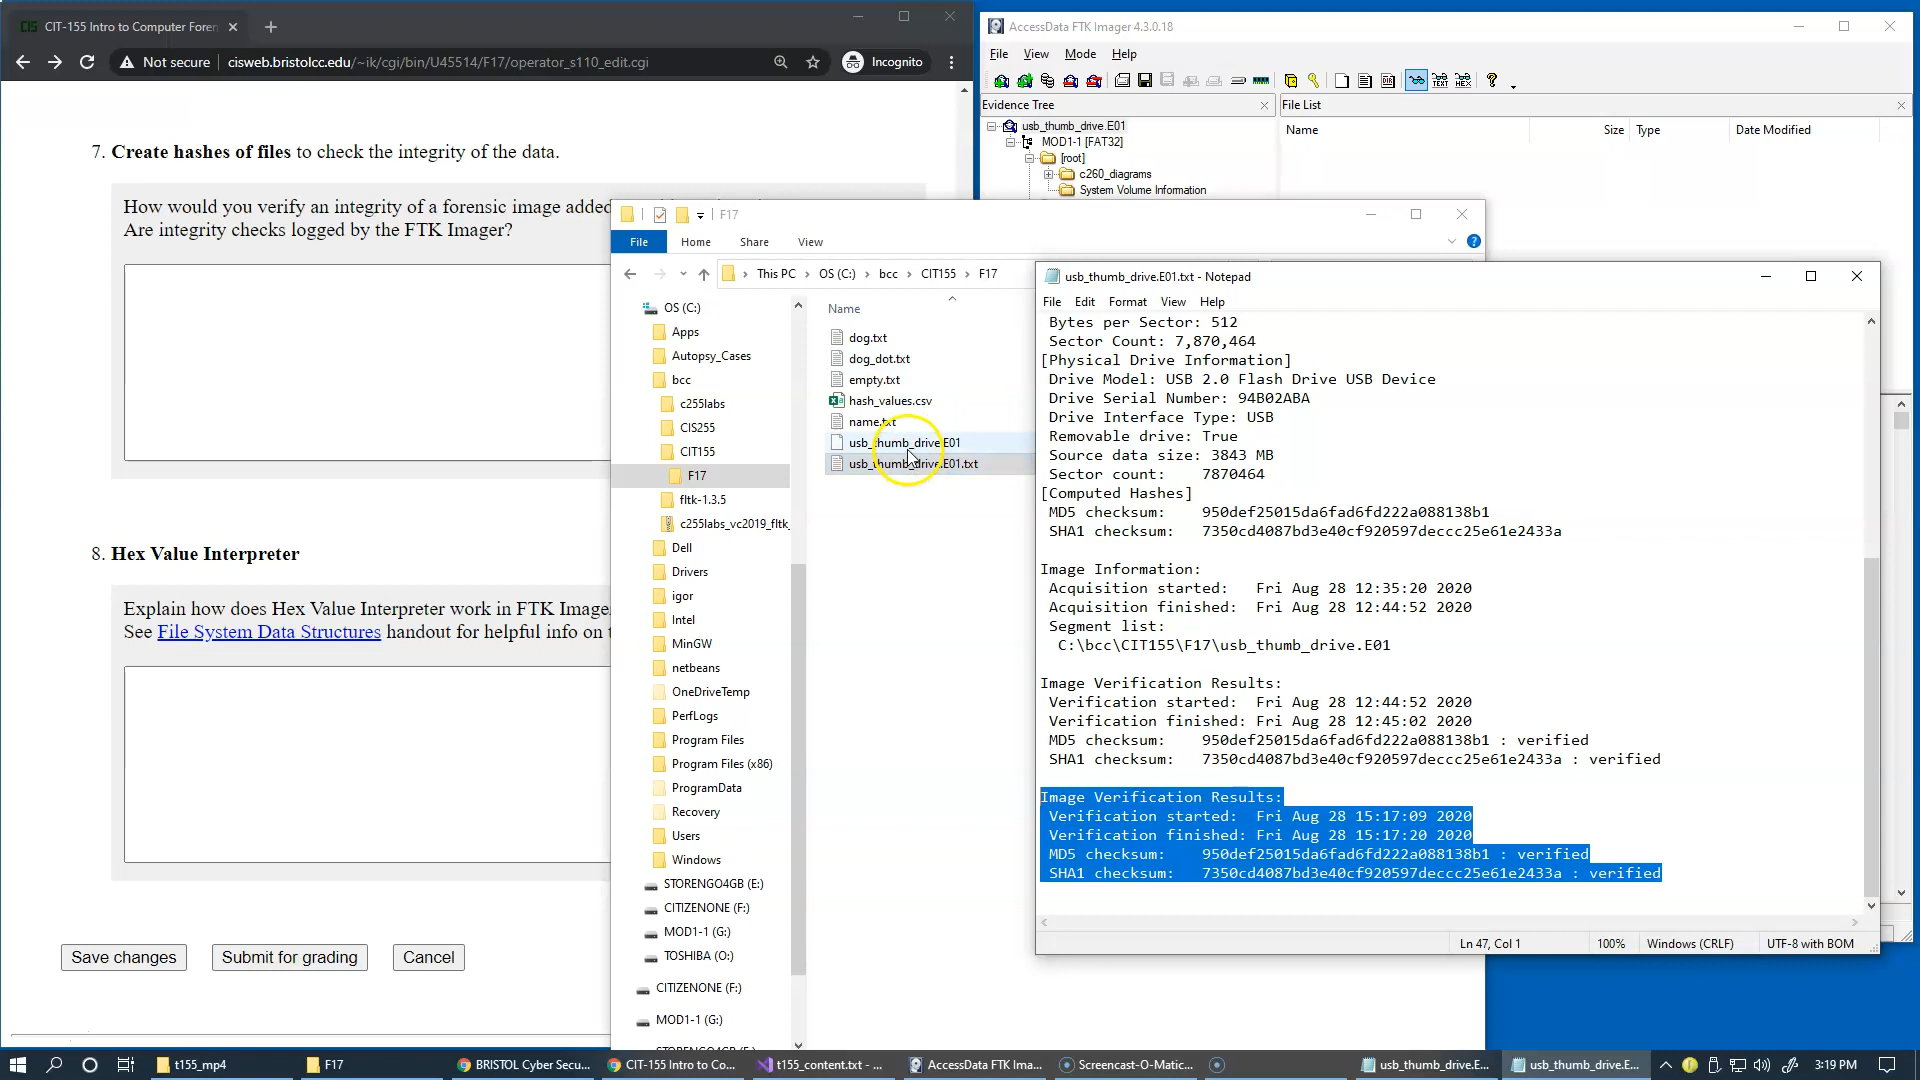 CIT-155 Intro to Computer Foren
Not secure
cisweb.bristolcc.edu/~ik/cgi/bin/U45514/F17/operator_s110_edit.cgi
Incognito
7. Create hashes of files to check the integrity of the data.
How would you verify an integrity of a forensic image added
Are integrity checks logged by the FTK Imager?
8. Hex Value Interpreter
Explain how does Hex Value Interpreter work in FTK Image
See File System Data Structures handout for helpful info on t
Save changes
Submit for grading
Cancel
AccessData FTK Imager 4.3.0.18
File View Mode Help
Evidence Tree
File List
usb_thumb_drive.E01
MOD1-1 [FAT32]
[root]
c260_diagrams
System Volume Information
Name Size Type Date Modified
F17
File Home Share View
This PC > OS (C:) > bcc > CIT155 > F17
OS (C:)
Apps
Autopsy_Cases
bcc
c255labs
CIS255
CIT155
F17
fltk-1.3.5
c255labs_vc2019_fltk_
Dell
Drivers
igor
Intel
MinGW
netbeans
OneDriveTemp
PerfLogs
Program Files
Program Files (x86)
ProgramData
Recovery
Users
Windows
STORENGO4GB (E:)
CITIZENONE (F:)
MOD1-1 (G:)
TOSHIBA (O:)
CITIZENONE (F:)
MOD1-1 (G:)
Name
dog.txt
dog_dot.txt
empty.txt
hash_values.csv
name.txt
usb_thumb_drive.E01
usb_thumb_drive.E01.txt
usb_thumb_drive.E01.txt - Notepad
File Edit Format View Help
Bytes per Sector: 512
Sector Count: 7,870,464
[Physical Drive Information]
Drive Model: USB 2.0 Flash Drive USB Device
Drive Serial Number: 94B02ABA
Drive Interface Type: USB
Removable drive: True
Source data size: 3843 MB
Sector count: 7870464
[Computed Hashes]
MD5 checksum: 950def25015da6fad6fd222a088138b1
SHA1 checksum: 7350cd4087bd3e40cf920597deccc25e61e2433a
Image Information:
Acquisition started: Fri Aug 28 12:35:20 2020
Acquisition finished: Fri Aug 28 12:44:52 2020
Segment list:
C:\bcc\CIT155\F17\usb_thumb_drive.E01
Image Verification Results:
Verification started: Fri Aug 28 12:44:52 2020
Verification finished: Fri Aug 28 12:45:02 2020
MD5 checksum: 950def25015da6fad6fd222a088138b1 : verified
SHA1 checksum: 7350cd4087bd3e40cf920597deccc25e61e2433a : verified
Image Verification Results:
Verification started: Fri Aug 28 15:17:09 2020
Verification finished: Fri Aug 28 15:17:20 2020
MD5 checksum: 950def25015da6fad6fd222a088138b1 : verified
SHA1 checksum: 7350cd4087bd3e40cf920597deccc25e61e2433a : verified
Ln 47, Col 1 100% Windows (CRLF) UTF-8 with BOM
t155_mp4
F17
BRISTOL Cyber Secu...
CIT-155 Intro to Co...
t155_content.txt - ...
AccessData FTK Ima...
Screencast-O-Matic...
usb_thumb_drive.E...
usb_thumb_drive.E...
3:19 PM